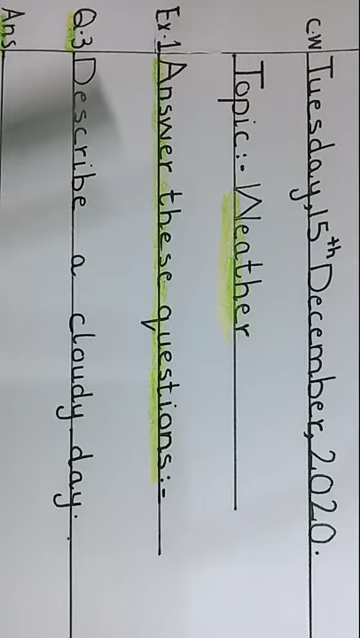 C.W Tuesday, 15th December, 2020.
Topic:- Weather
Ex.1 Answer these questions:-
Q.3 Describe a cloudy day.
Ans